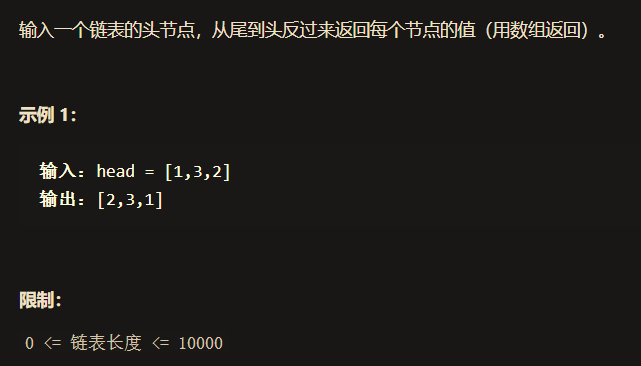 输入一个链表的头节点，从尾到头反过来返回每个节点的值（用数组返回）。
示例 1：
输入：head = [1,3,2]
输出：[2,3,1]
限制：
0 <= 链表长度 <= 10000